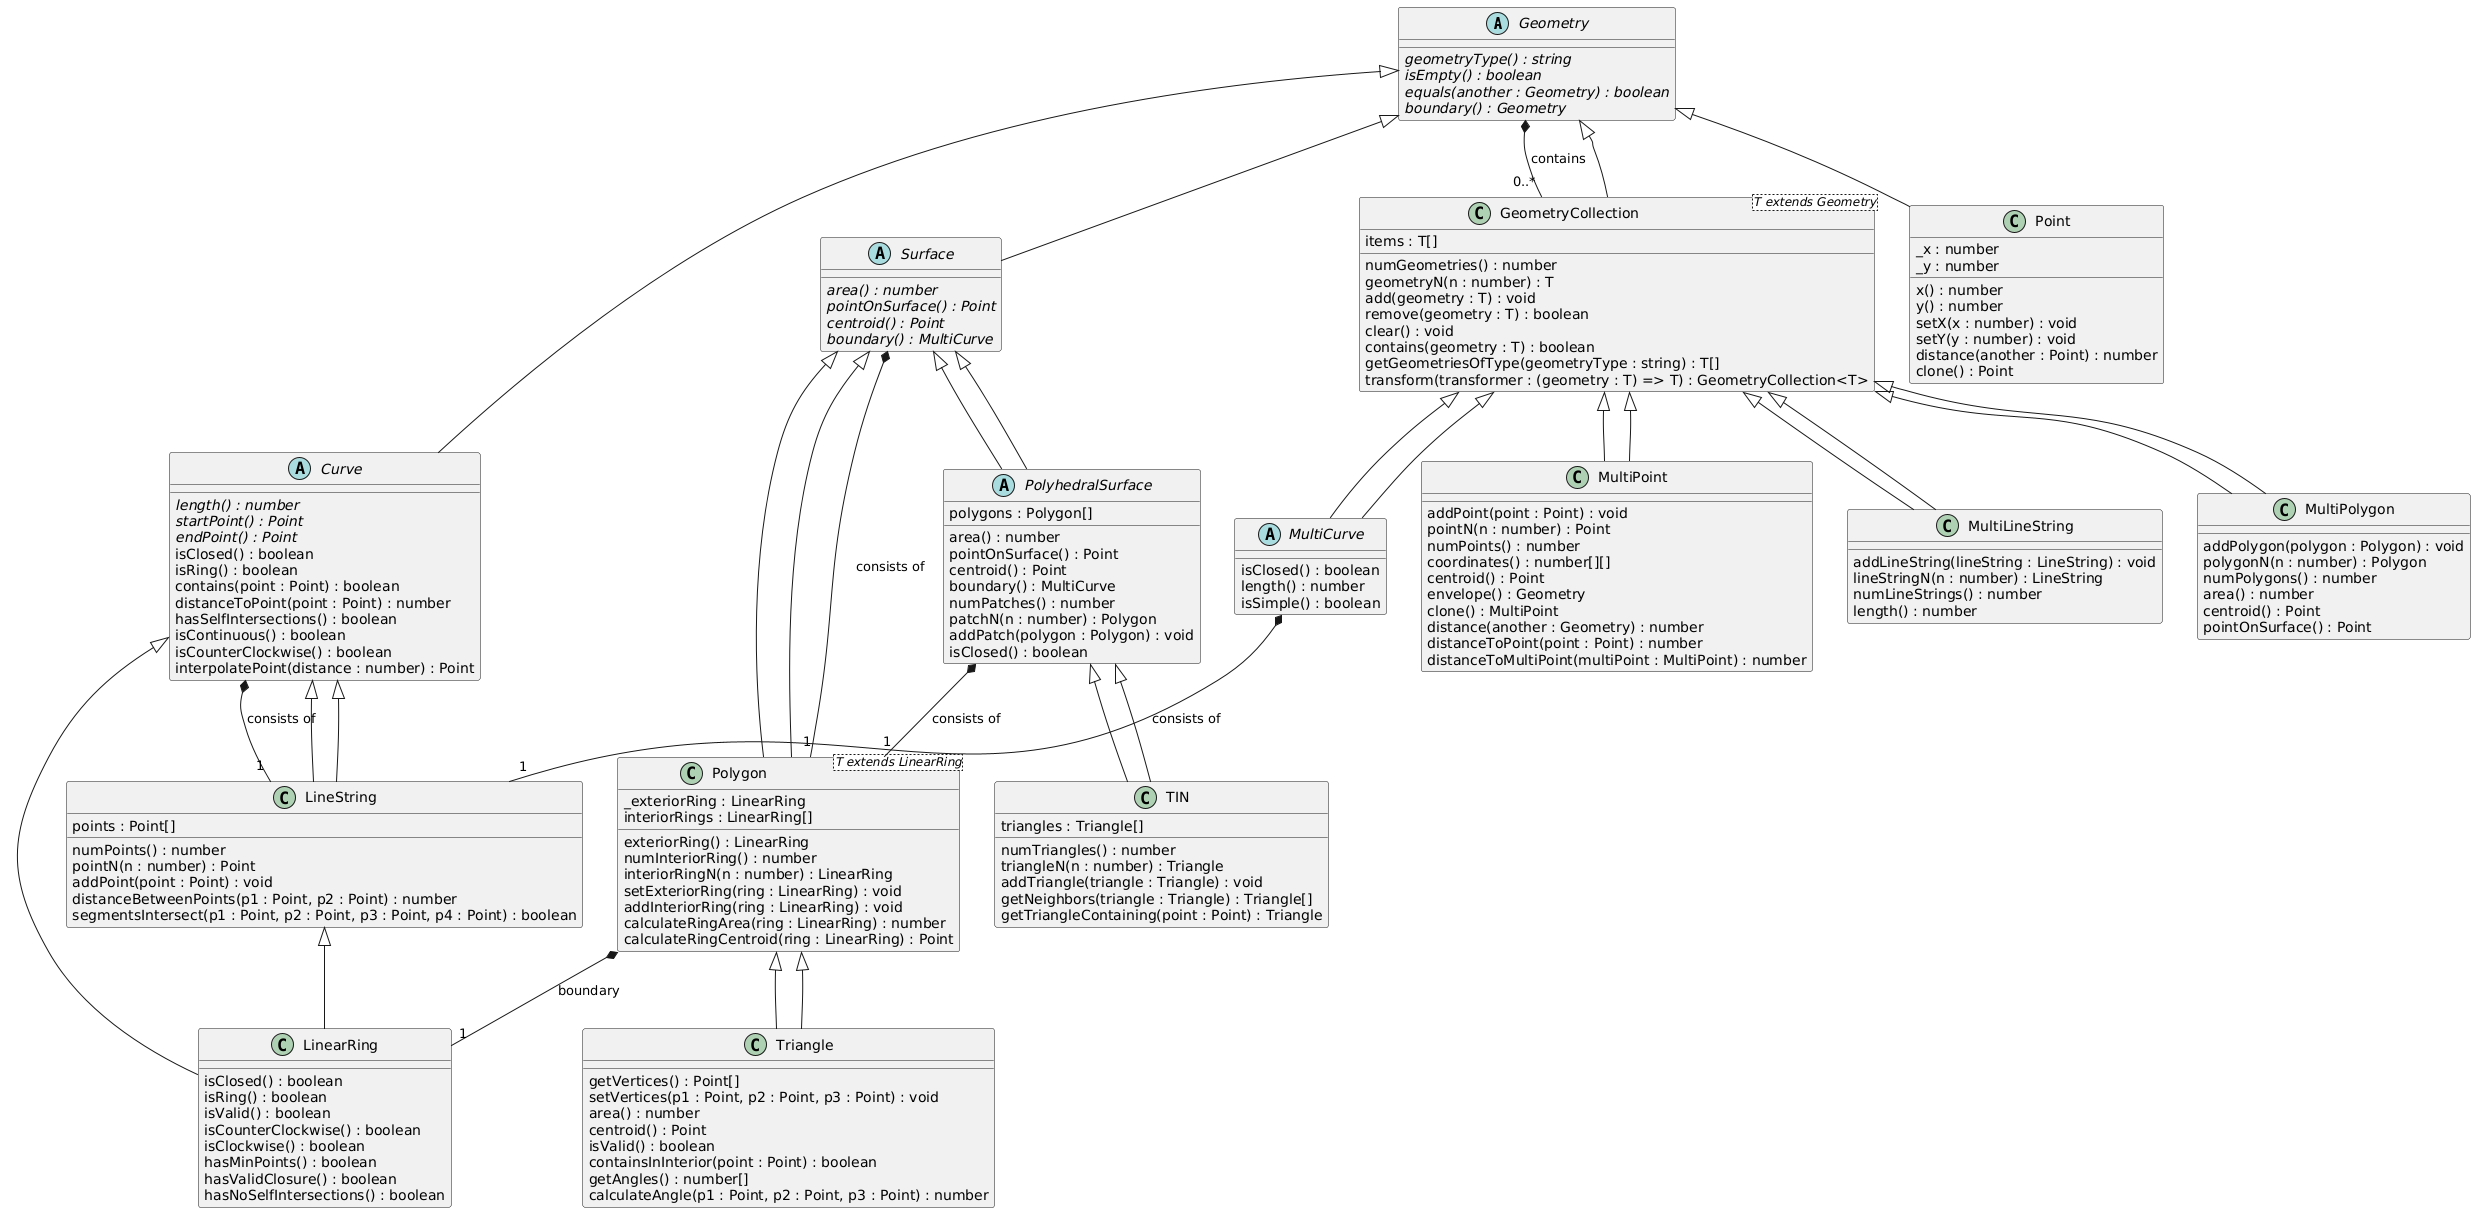 A Geometry
geometryType() : string
isEmpty() : boolean
equals(another : Geometry) : boolean
boundary() : Geometry
contains
0..*
C GeometryCollection
T extends Geometry
items : T[]
numGeometries() : number
geometryN(n : number) : T
add(geometry : T) : void
remove(geometry : T) : boolean
clear() : void
contains(geometry : T) : boolean
getGeometriesOfType(geometryType : string) : T[]
transform(transformer : (geometry : T) => T) : GeometryCollection<T>
C Point
_x : number
_y : number
x() : number
y() : number
setX(x : number) : void
setY(y : number) : void
distance(another : Point) : number
clone() : Point
A Surface
area() : number
pointOnSurface() : Point
centroid() : Point
boundary() : MultiCurve
A Curve
length() : number
startPoint() : Point
endPoint() : Point
isClosed() : boolean
isRing() : boolean
contains(point : Point) : boolean
distanceToPoint(point : Point) : number
hasSelfIntersections() : boolean
isContinuous() : boolean
isCounterClockwise() : boolean
interpolatePoint(distance : number) : Point
consists of
A PolyhedralSurface
polygons : Polygon[]
area() : number
pointOnSurface() : Point
centroid() : Point
boundary() : MultiCurve
numPatches() : number
patchN(n : number) : Polygon
addPatch(polygon : Polygon) : void
isClosed() : boolean
A MultiCurve
isClosed() : boolean
length() : number
isSimple() : boolean
C MultiPoint
addPoint(point : Point) : void
pointN(n : number) : Point
numPoints() : number
coordinates() : number[][]
centroid() : Point
envelope() : Geometry
clone() : MultiPoint
distance(another : Geometry) : number
distanceToPoint(point : Point) : number
distanceToMultiPoint(multiPoint : MultiPoint) : number
C MultiLineString
addLineString(lineString : LineString) : void
lineStringN(n : number) : LineString
numLineStrings() : number
length() : number
C MultiPolygon
addPolygon(polygon : Polygon) : void
polygonN(n : number) : Polygon
numPolygons() : number
area() : number
centroid() : Point
pointOnSurface() : Point
consists of
consists of
consists of
1
1
1
1
C LineString
points : Point[]
numPoints() : number
pointN(n : number) : Point
addPoint(point : Point) : void
distanceBetweenPoints(p1 : Point, p2 : Point) : number
segmentsIntersect(p1 : Point, p2 : Point, p3 : Point, p4 : Point) : boolean
C Polygon
T extends LinearRing
_exteriorRing : LinearRing
interiorRings : LinearRing[]
exteriorRing() : LinearRing
numInteriorRing() : number
interiorRingN(n : number) : LinearRing
setExteriorRing(ring : LinearRing) : void
addInteriorRing(ring : LinearRing) : void
calculateRingArea(ring : LinearRing) : number
calculateRingCentroid(ring : LinearRing) : Point
C TIN
triangles : Triangle[]
numTriangles() : number
triangleN(n : number) : Triangle
addTriangle(triangle : Triangle) : void
getNeighbors(triangle : Triangle) : Triangle[]
getTriangleContaining(point : Point) : Triangle
boundary
1
C LinearRing
isClosed() : boolean
isRing() : boolean
isValid() : boolean
isCounterClockwise() : boolean
isClockwise() : boolean
hasMinPoints() : boolean
hasValidClosure() : boolean
hasNoSelfIntersections() : boolean
C Triangle
getVertices() : Point[]
setVertices(p1 : Point, p2 : Point, p3 : Point) : void
area() : number
centroid() : Point
isValid() : boolean
containsInInterior(point : Point) : boolean
getAngles() : number[]
calculateAngle(p1 : Point, p2 : Point, p3 : Point) : number